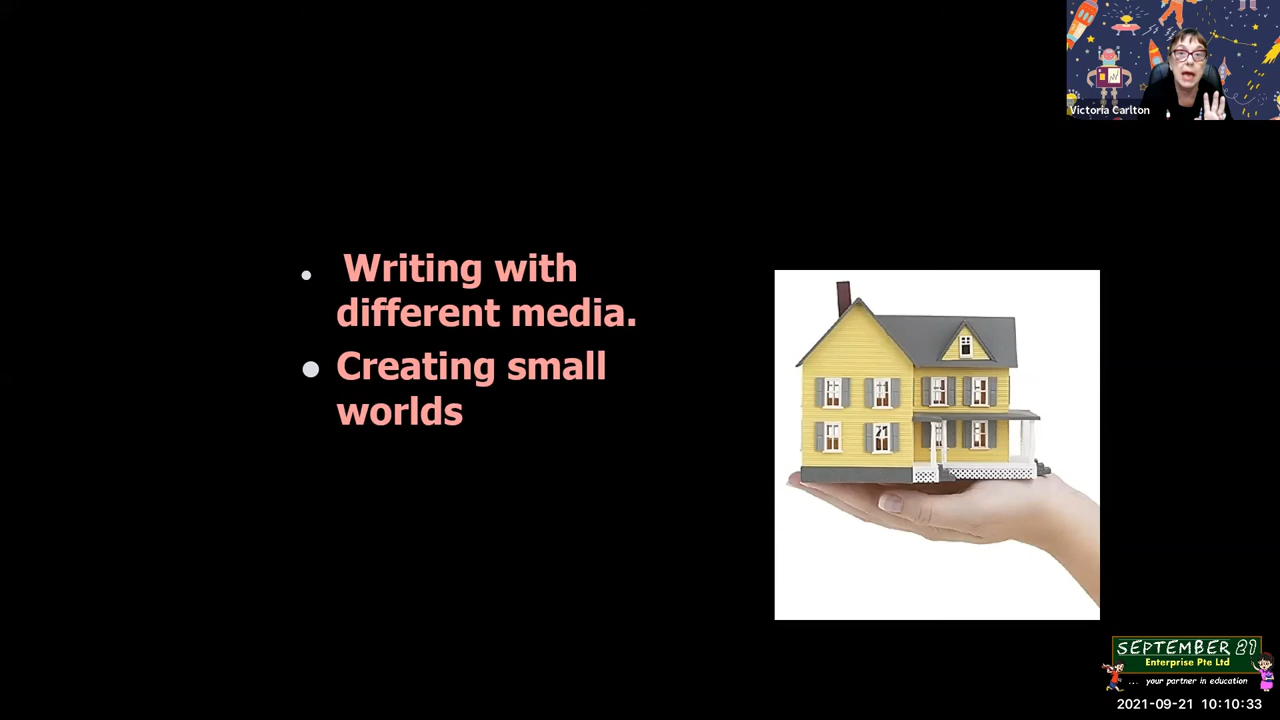 Victoria Carlton
Writing with
different media.
Creating small
worlds
SEPTEMBER 21
Enterprise Pte Ltd
... your partner in education
2021-09-21 10:10:33